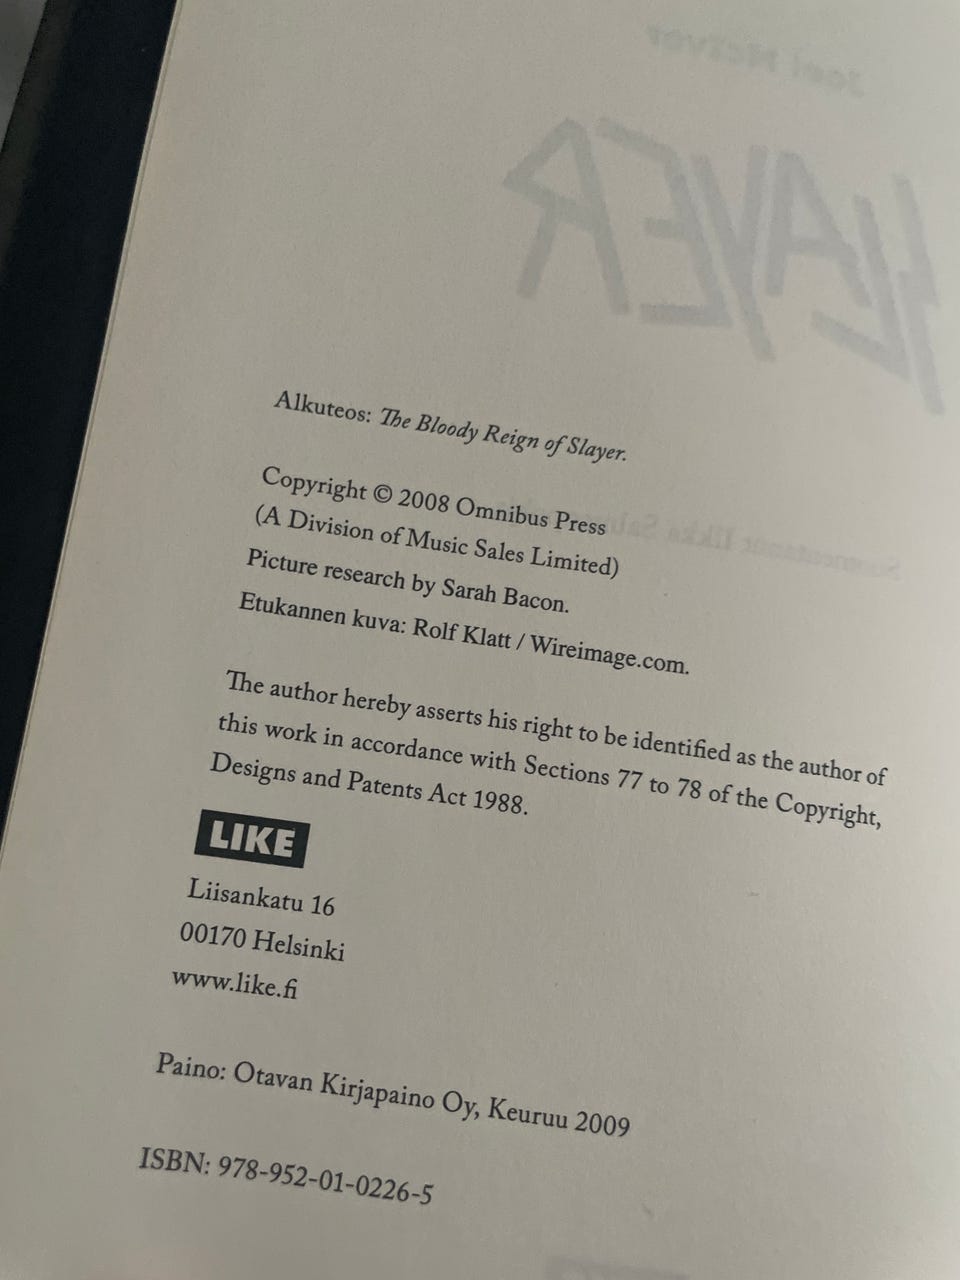 Joel McIver
SLAYER
Alkuteos: The Bloody Reign of Slayer.
Copyright © 2008 Omnibus Press
(A Division of Music Sales Limited)
Picture research by Sarah Bacon.
Etukannen kuva: Rolf Klatt / Wireimage.com.
The author hereby asserts his right to be identified as the author of
this work in accordance with Sections 77 to 78 of the Copyright,
Designs and Patents Act 1988.
LIKE
Liisankatu 16
00170 Helsinki
www.like.fi
Paino: Otavan Kirjapaino Oy, Keuruu 2009
ISBN: 978-952-01-0226-5